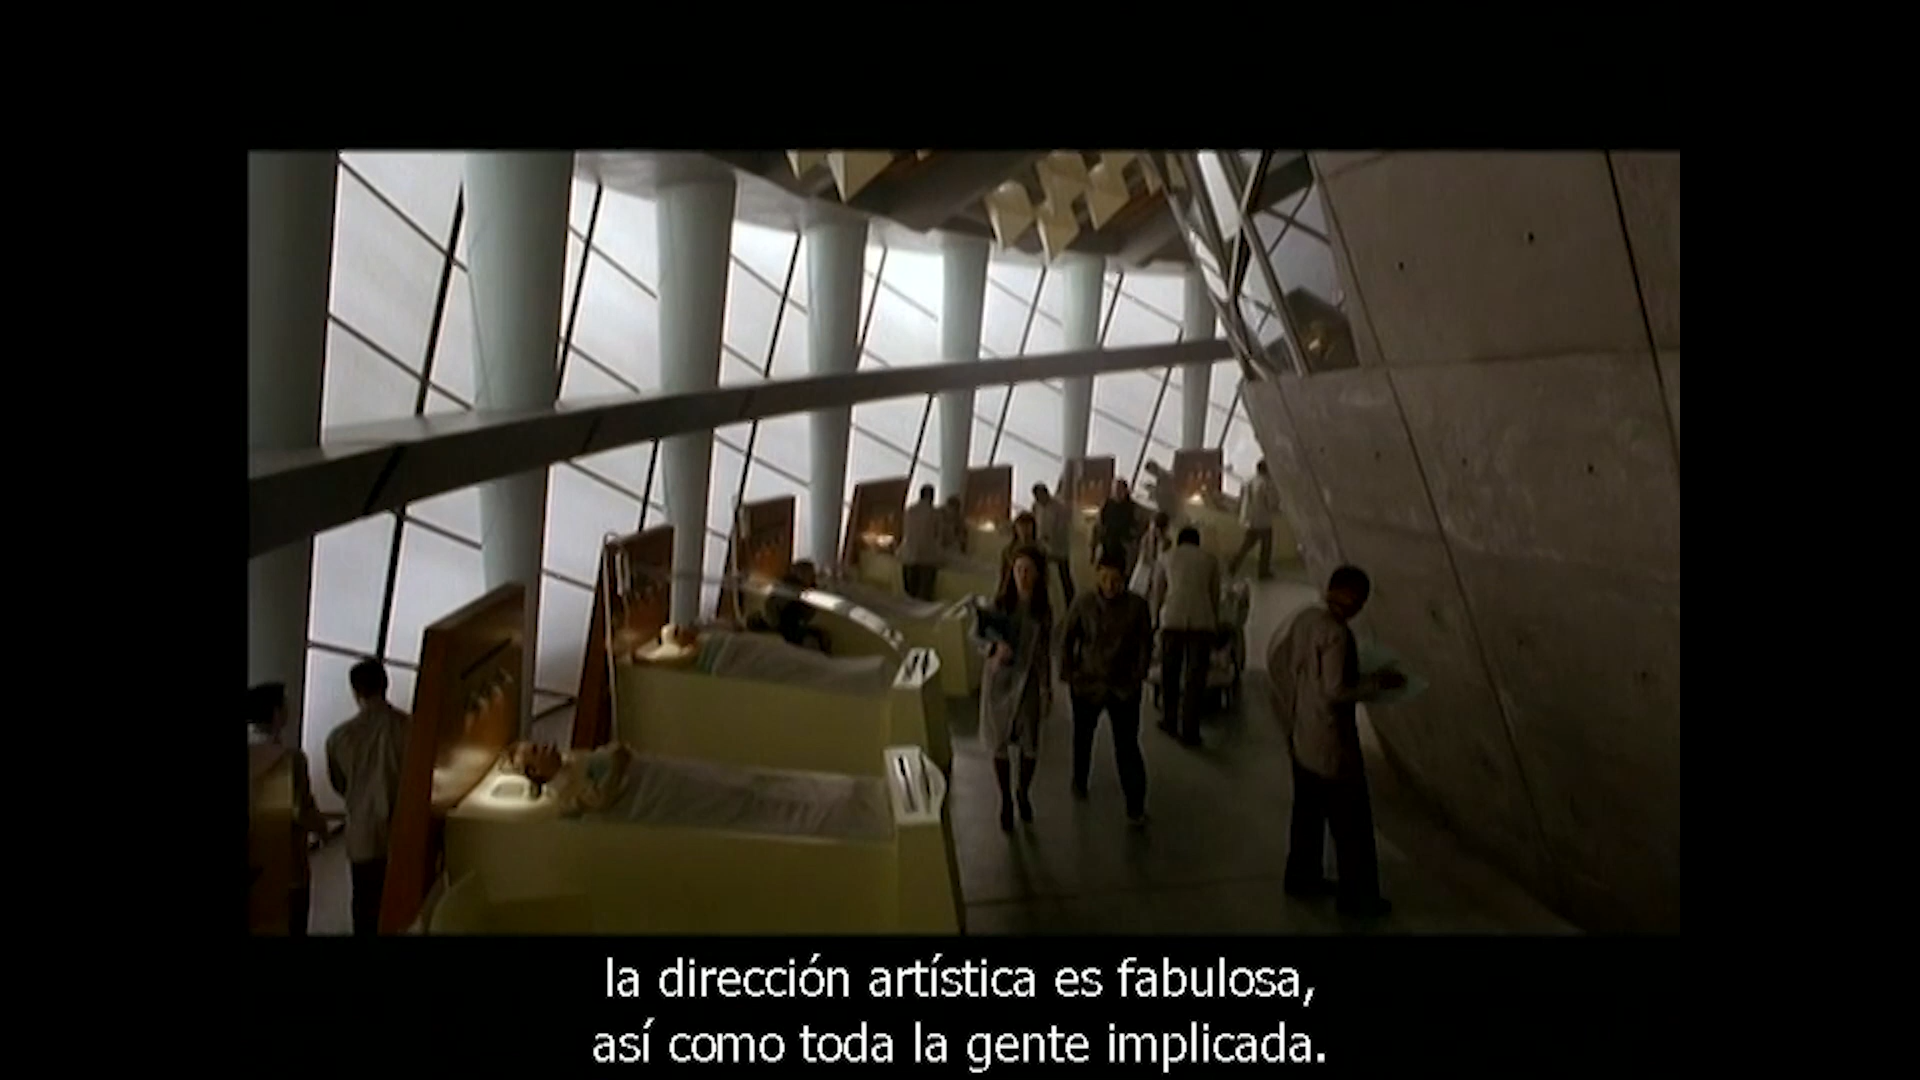 la dirección artística es fabulosa,
así como toda la gente implicada.